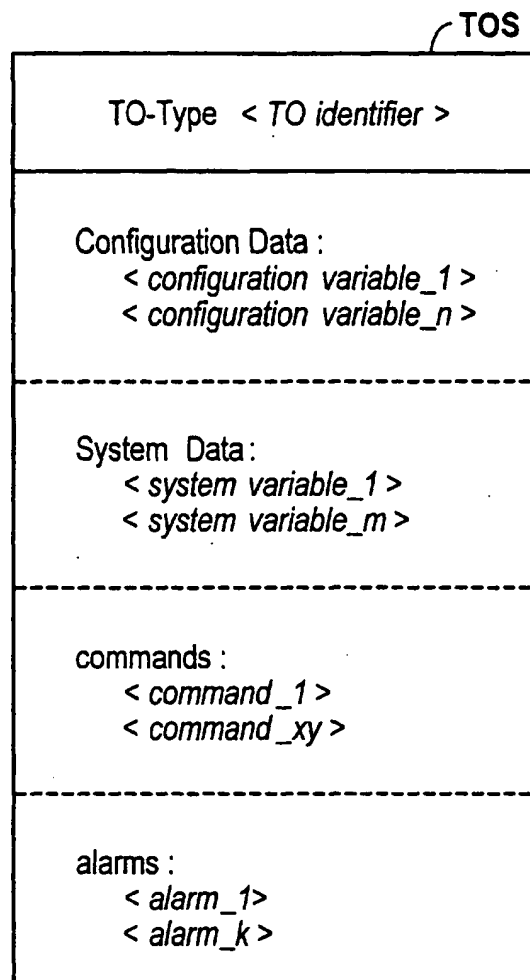 TOS
TO-Type < TO identifier >
Configuration Data :
< configuration variable_1 >
< configuration variable_n >
System Data :
< system variable_1 >
< system variable_m >
commands :
< command_1 >
< command_xy >
alarms :
< alarm_1>
< alarm_k >